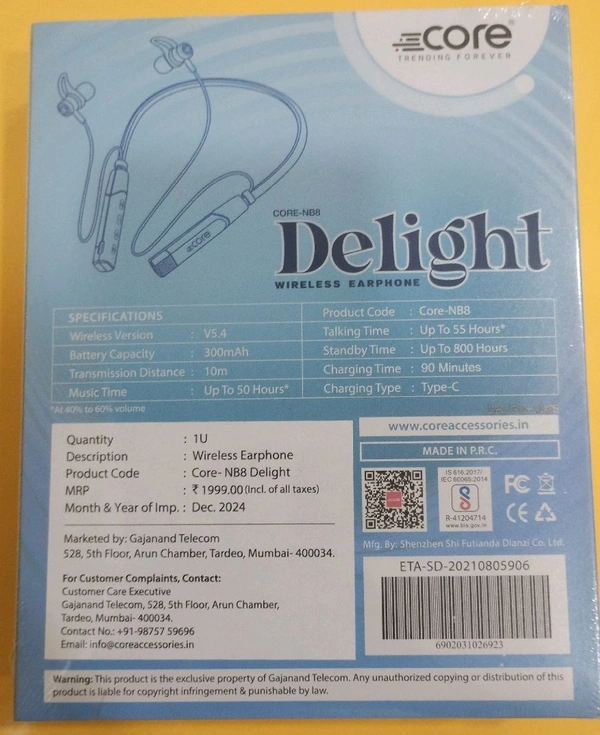 core
TRENDING FOREVER
core
CORE-NB8
Delight
WIRELESS EARPHONE
SPECIFICATIONS
Wireless Version : V5.4
Battery Capacity : 300mAh
Transmission Distance : 10m
Music Time : Up To 50 Hours*
Product Code : Core-NB8
Talking Time : Up To 55 Hours*
Standby Time : Up To 800 Hours
Charging Time : 90 Minutes
Charging Type : Type-C
*At 40% to 60% volume
Quantity : 1U
Description : Wireless Earphone
Product Code : Core- NB8 Delight
MRP : ₹ 1999.00 (Incl. of all taxes)
Month & Year of Imp. : Dec. 2024
Marketed by: Gajanand Telecom
528, 5th Floor, Arun Chamber, Tardeo, Mumbai- 400034.
For Customer Complaints, Contact:
Customer Care Executive
Gajanand Telecom, 528, 5th Floor, Arun Chamber,
Tardeo, Mumbai- 400034.
Contact No.: +91-98757 59696
Email: info@coreaccessories.in
www.coreaccessories.in
MADE IN P.R.C.
IS 616:2017/
IEC 60065:2014
R-41204714
www.bis.gov.in
FC
CE
Mfg. By: Shenzhen Shi Futianda Dianzi Co. Ltd.
ETA-SD-20210805906
6902031026923
Warning: This product is the exclusive property of Gajanand Telecom. Any unauthorized copying or distribution of this
product is liable for copyright infringement & punishable by law.